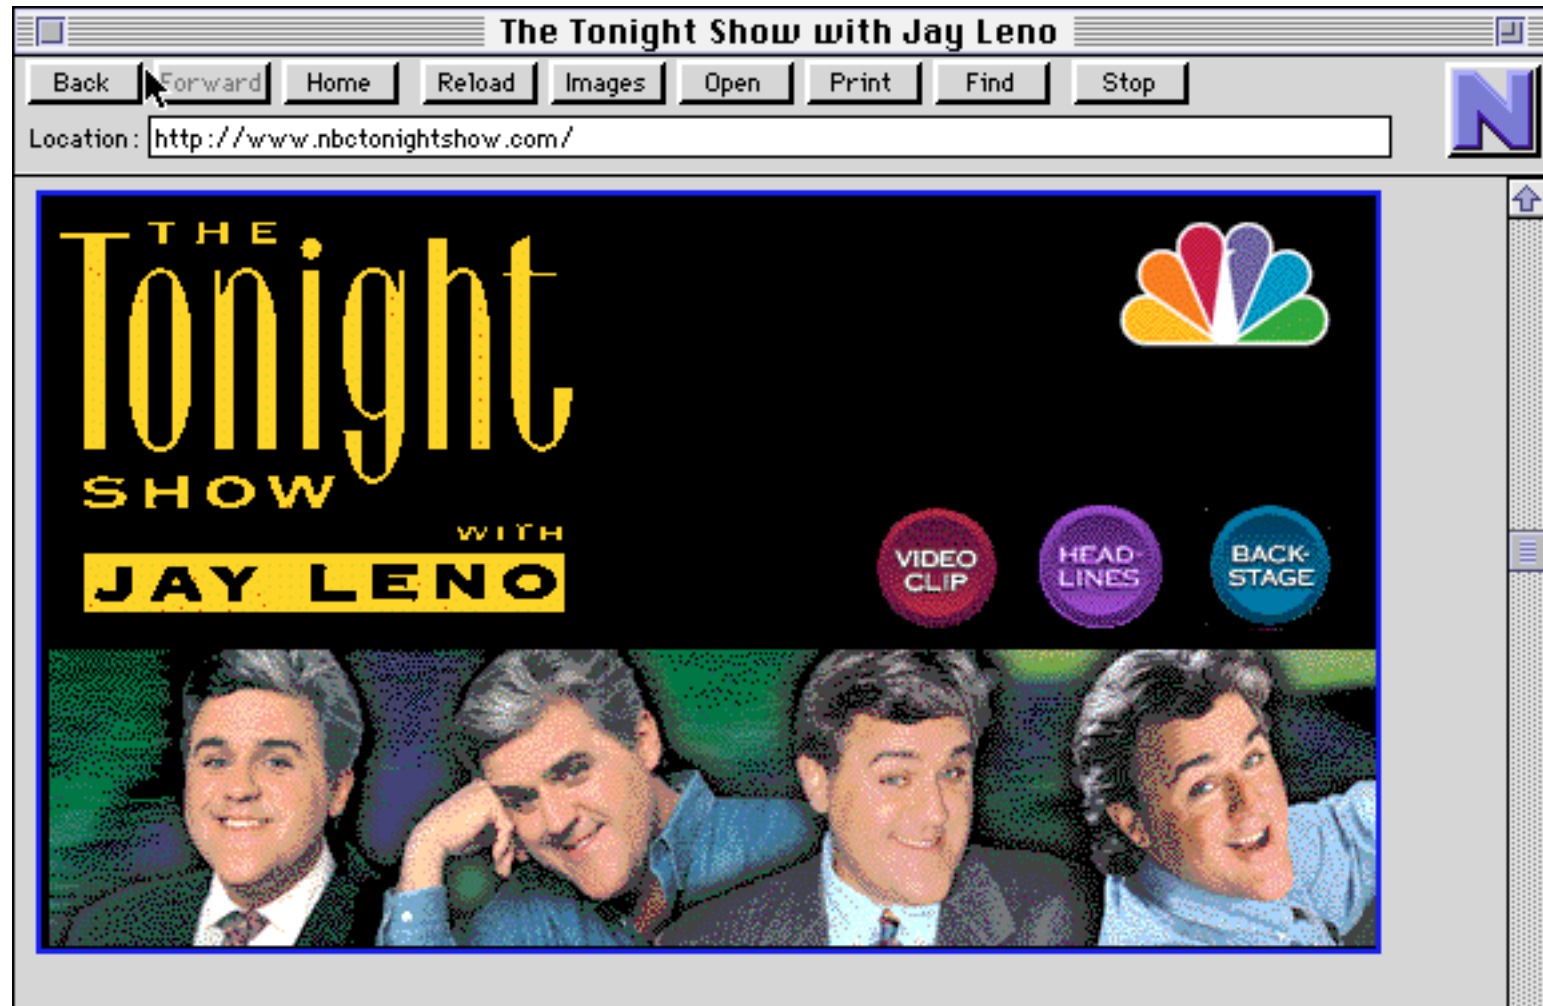 The Tonight Show with Jay Leno
Back Forward Home Reload Images Open Print Find Stop
Location: http://www.nbctonightshow.com/
N
THE
Tonight
SHOW
WITH
JAY LENO
VIDEO
CLIP
HEAD-
LINES
BACK-
STAGE